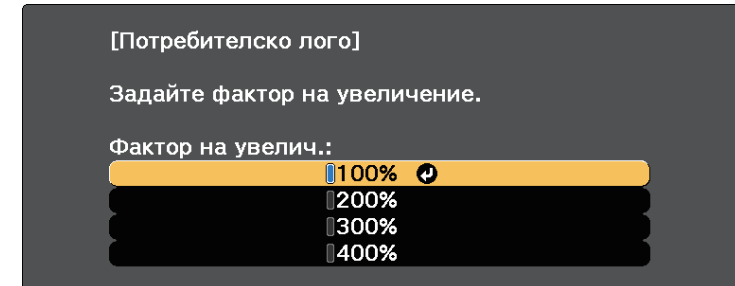 [Потребителско лого]
Задайте фактор на увеличение.
Фактор на увелич.:
100%
200%
300%
400%